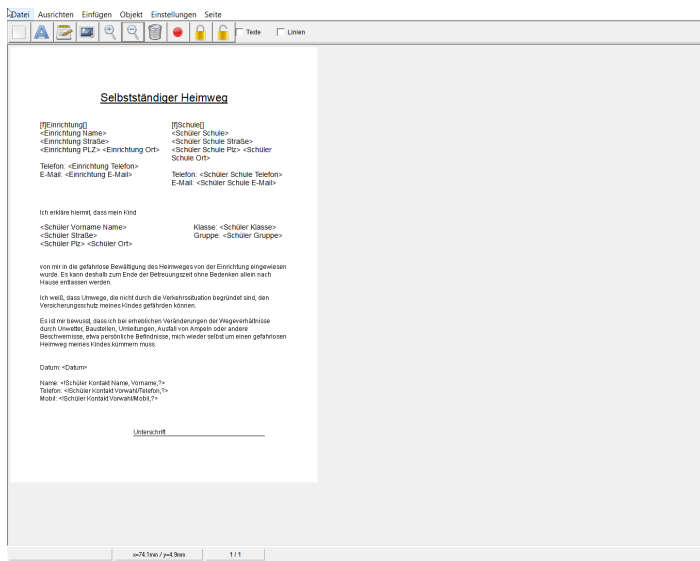 Datei Ausrichten Einfügen Objekt Einstellungen Seite
A Texte Linien
Selbstständiger Heimweg
[f]Einrichtung[]
<Einrichtung Name>
<Einrichtung Straße>
<Einrichtung PLZ> <Einrichtung Ort>
Telefon: <Einrichtung Telefon>
E-Mail: <Einrichtung E-Mail>
[f]Schule[]
<Schüler Schule>
<Schüler Schule Straße>
<Schüler Schule Plz> <Schüler
Schule Ort>
Telefon: <Schüler Schule Telefon>
E-Mail: <Schüler Schule E-Mail>
Ich erkläre hiermit, dass mein Kind
<Schüler Vorname Name>
<Schüler Straße>
<Schüler Plz> <Schüler Ort>
Klasse: <Schüler Klasse>
Gruppe: <Schüler Gruppe>
von mir in die gefahrlose Bewältigung des Heimweges von der Einrichtung eingewiesen
wurde. Es kann deshalb zum Ende der Betreuungszeit ohne Bedenken allein nach
Hause entlassen werden.
Ich weiß, dass Umwege, die nicht durch die Verkehrssituation begründet sind, den
Versicherungsschutz meines Kindes gefährden können.
Es ist mir bewusst, dass ich bei erheblichen Veränderungen der Wegeverhältnisse
durch Unwetter, Baustellen, Umleitungen, Ausfall von Ampeln oder andere
Beschwernisse, etwa persönliche Befindnisse, mich wieder selbst um einen gefahrlosen
Heimweg meines Kindes kümmern muss.
Datum: <Datum>
Name: <!Schüler Kontakt Name, Vorname,?>
Telefon: <!Schüler Kontakt Vorwahl/Telefon,?>
Mobil: <!Schüler Kontakt Vorwahl/Mobil,?>
Unterschrift
x=74.1mm / y=4.9mm 1 / 1